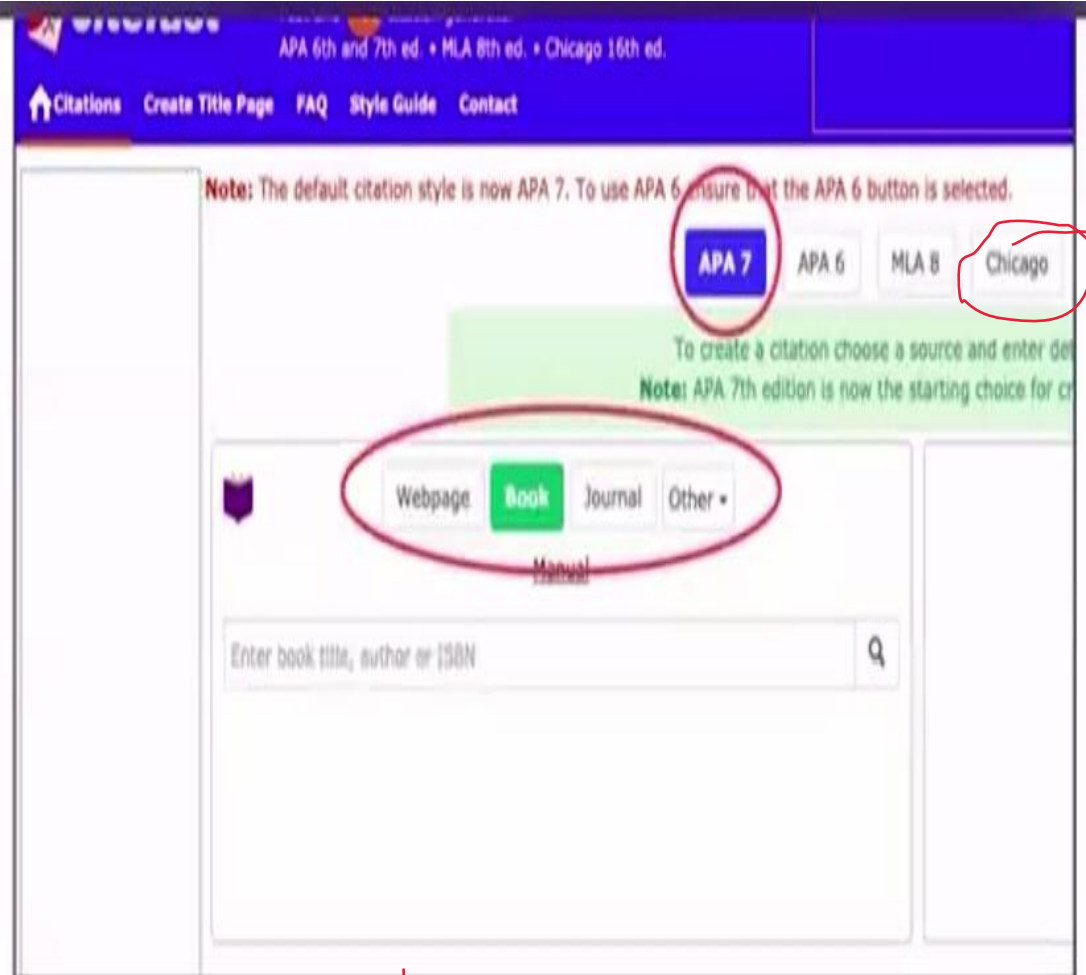 APA 6th and 7th ed. • MLA 8th ed. • Chicago 16th ed.
Citations Create Title Page FAQ Style Guide Contact
Note: The default citation style is now APA 7. To use APA 6 ensure that the APA 6 button is selected.
APA 7 APA 6 MLA 8 Chicago
To create a citation choose a source and enter det
Note: APA 7th edition is now the starting choice for cr
Webpage Book Journal Other
Manual
Enter book title, author or ISBN